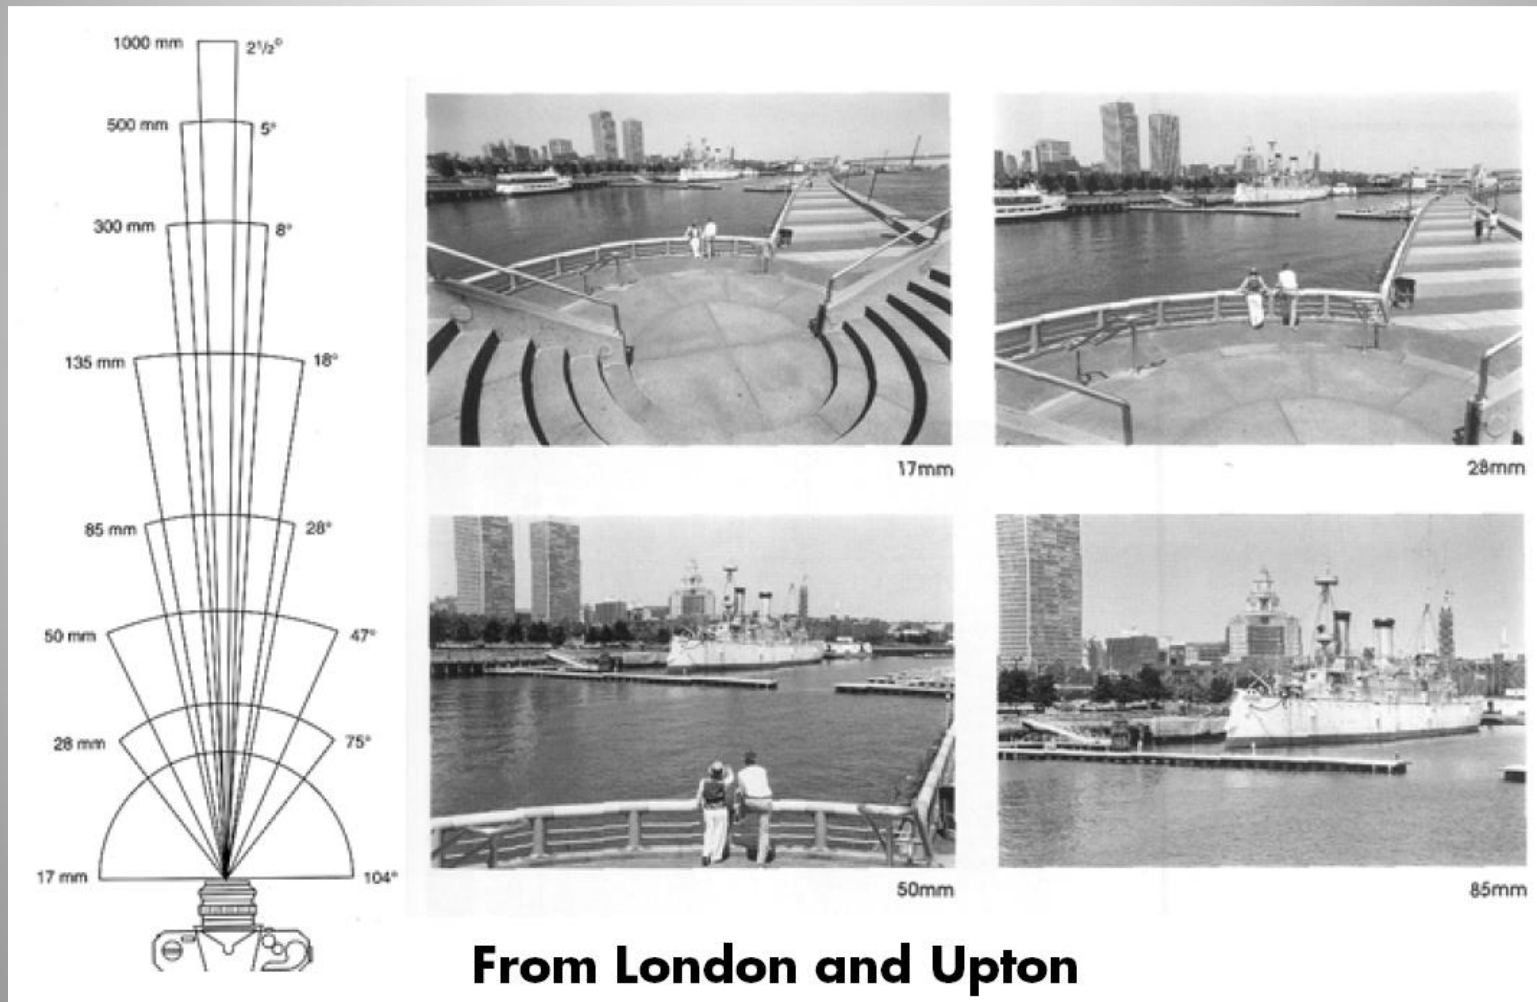 1000 mm 2½°
500 mm 5°
300 mm 8°
135 mm 18°
85 mm 28°
50 mm 47°
28 mm 75°
17 mm 104°
17mm
28mm
50mm
85mm
From London and Upton